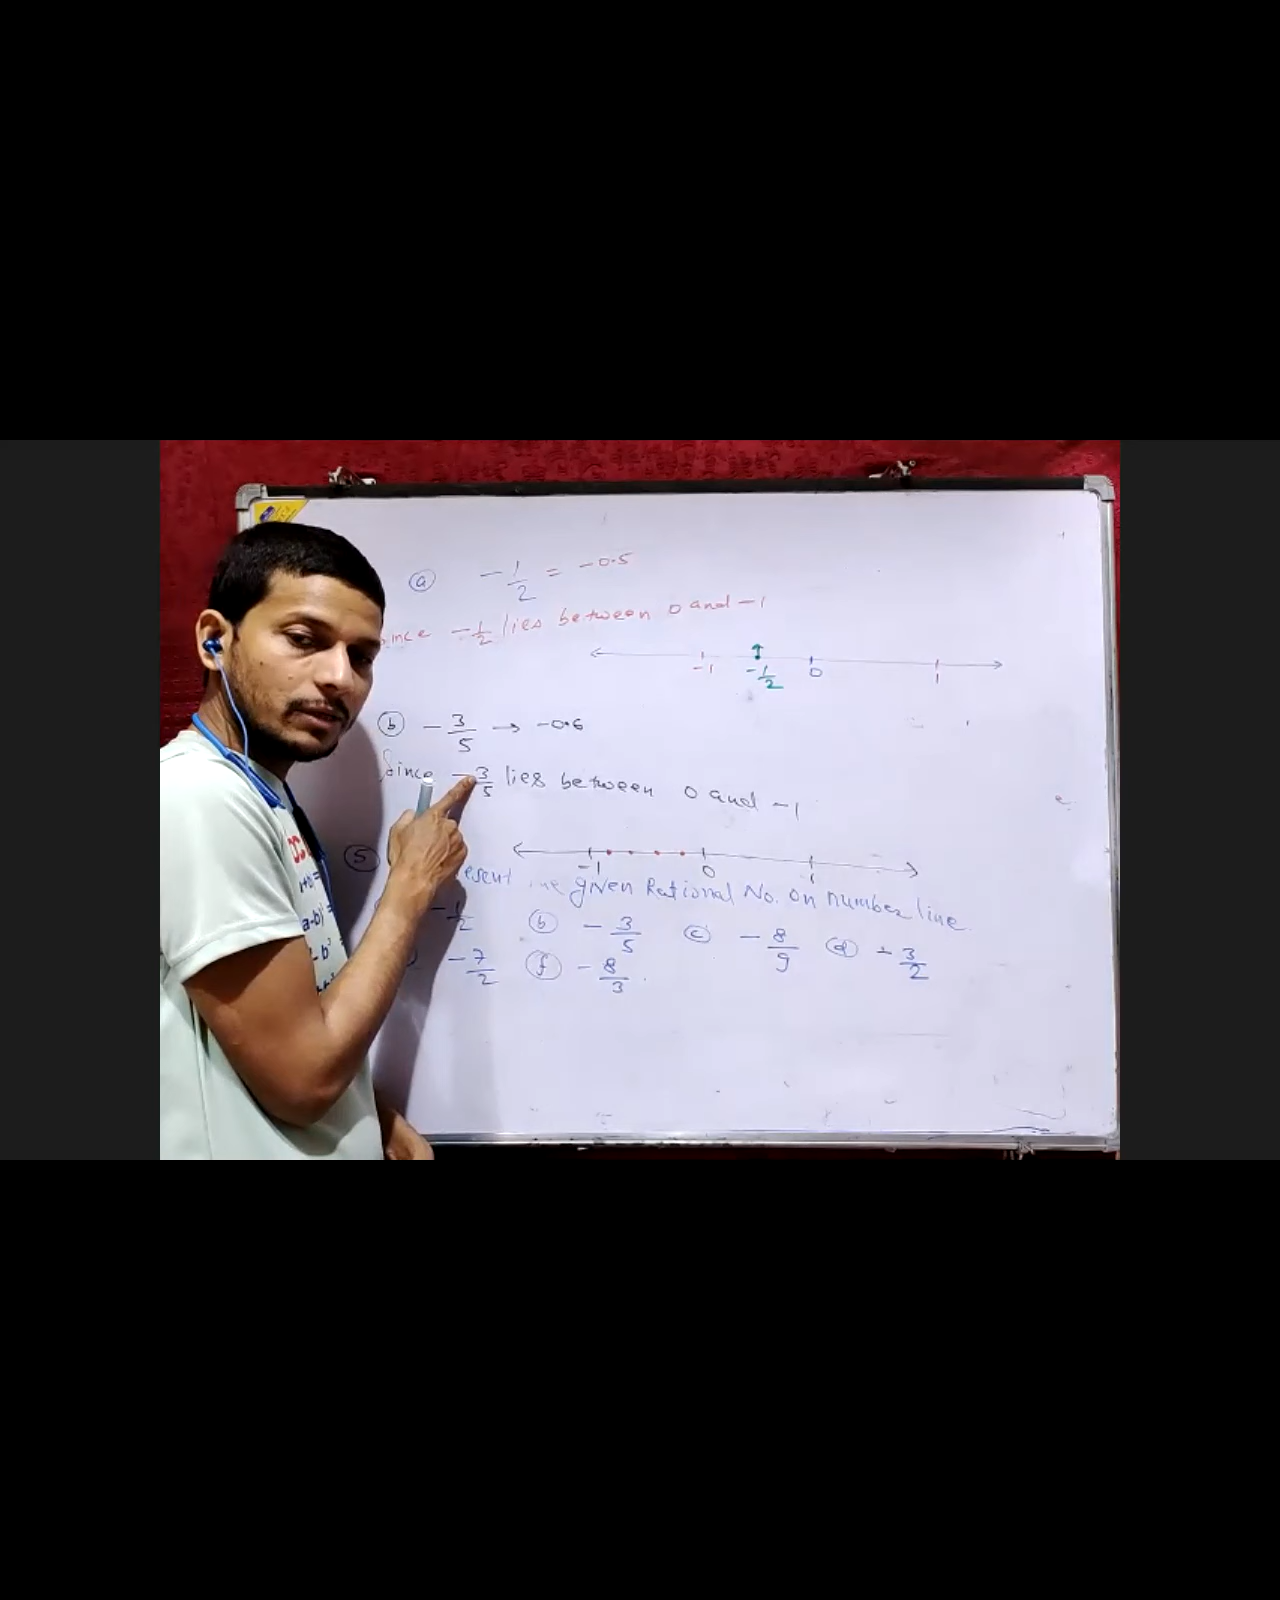 ⓐ -1/2 = -0.5
ince -1/2 lies between 0 and -1
-1 -1/2 0 1
ⓑ -3/5 → -0.6
Since -3/5 lies between 0 and -1
-1 0 1
⑤ esent given Rational No. on number line.
-1/2 ⓑ -3/5 ⓒ -8/9 ⓓ -3/2
-7/2 ⓕ -8/3